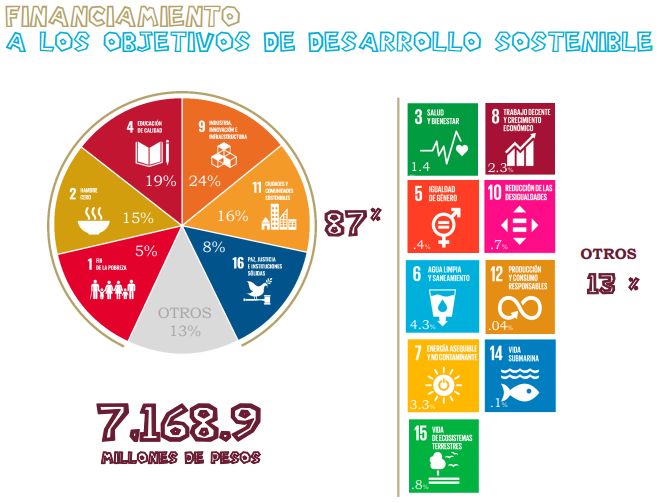 FINANCIAMIENTO
A LOS OBJETIVOS DE DESARROLLO SOSTENIBLE
4 EDUCACIÓN
DE CALIDAD
19%
9 INDUSTRIA,
INNOVACIÓN E
INFRAESTRUCTURA
24%
2 HAMBRE
CERO
15%
11 CIUDADES Y
COMUNIDADES
SOSTENIBLES
16%
1 FIN
DE LA POBREZA
5%
16 PAZ, JUSTICIA
E INSTITUCIONES
SÓLIDAS
8%
OTROS
13%
87%
7,168.9
MILLONES DE PESOS
3 SALUD
Y BIENESTAR
1.4
8 TRABAJO DECENTE
Y CRECIMIENTO
ECONÓMICO
2.3%
5 IGUALDAD
DE GÉNERO
.4%
10 REDUCCIÓN DE LAS
DESIGUALDADES
.7%
6 AGUA LIMPIA
Y SANEAMIENTO
4.3%
12 PRODUCCIÓN
Y CONSUMO
RESPONSABLES
.04%
7 ENERGÍA ASEQUIBLE
Y NO CONTAMINANTE
3.3%
14 VIDA
SUBMARINA
.1%
15 VIDA
DE ECOSISTEMAS
TERRESTRES
.8%
OTROS
13 %